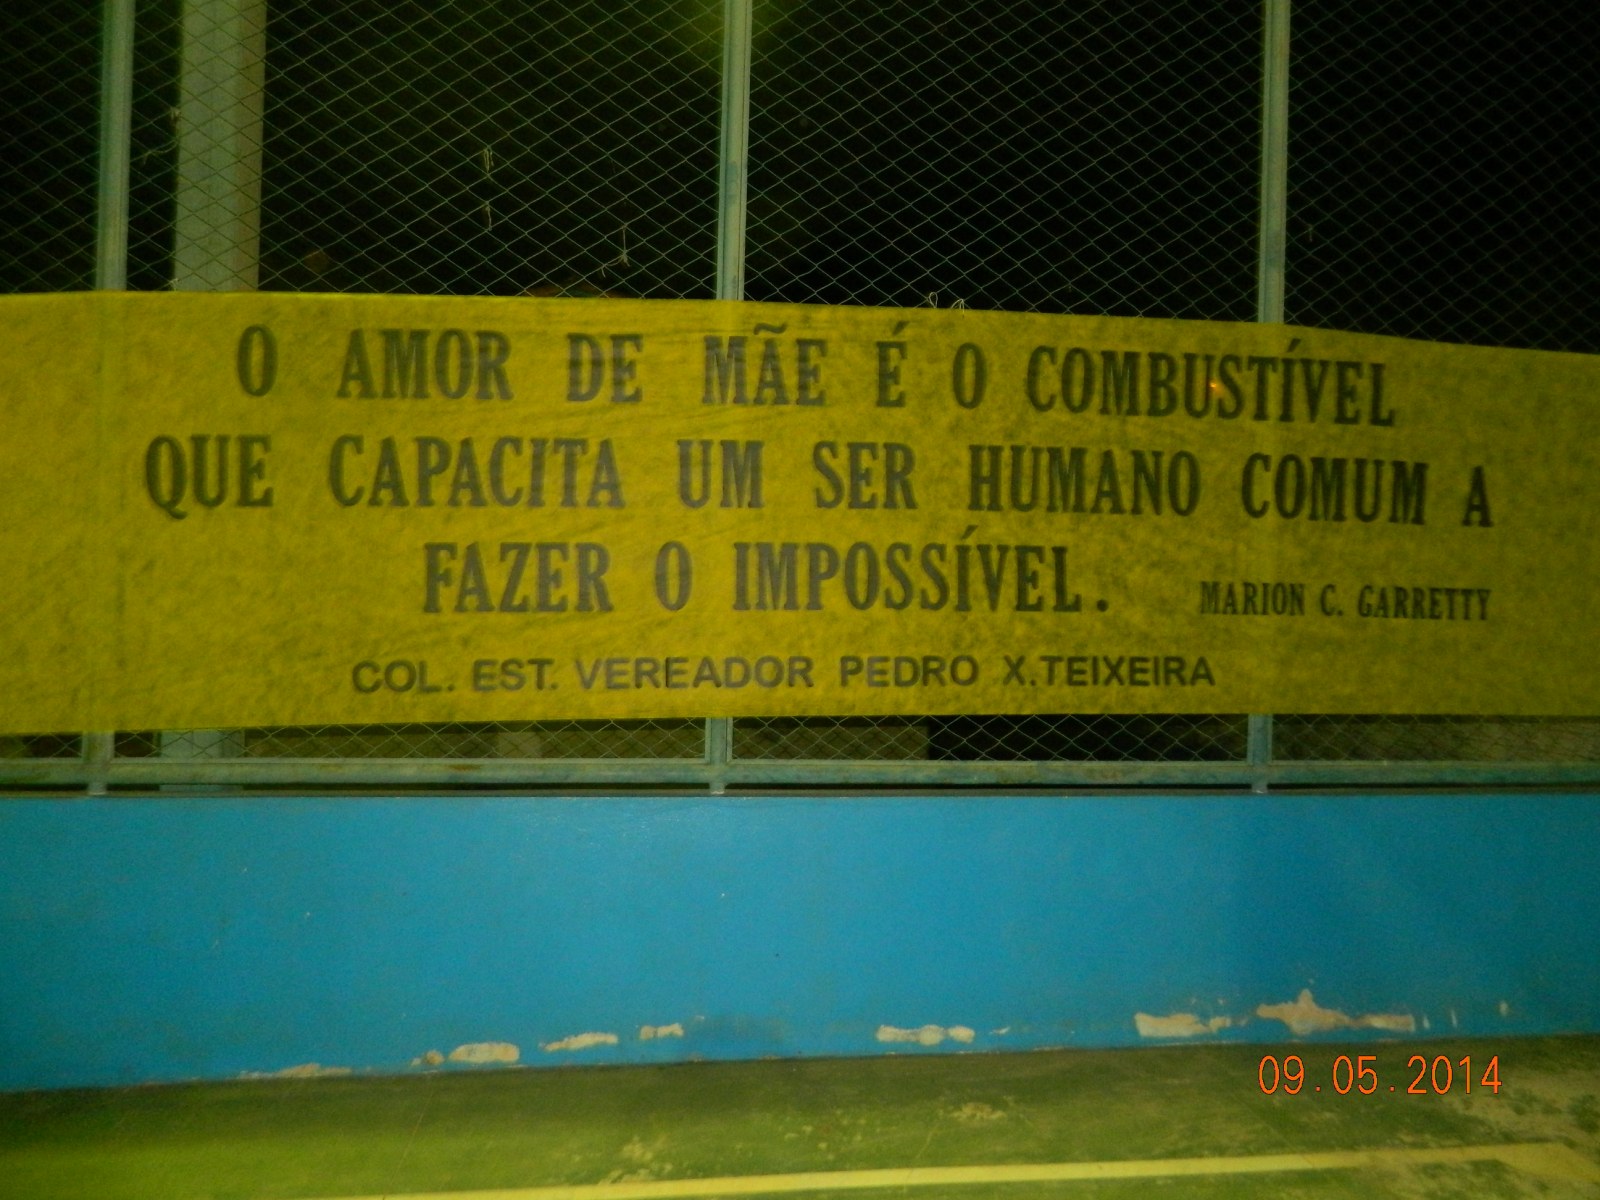 O AMOR DE MÃE É O COMBUSTÍVEL
QUE CAPACITA UM SER HUMANO COMUM A
FAZER O IMPOSSÍVEL. MARION C. GARRETTY
COL. EST. VEREADOR PEDRO X. TEIXEIRA
09.05.2014